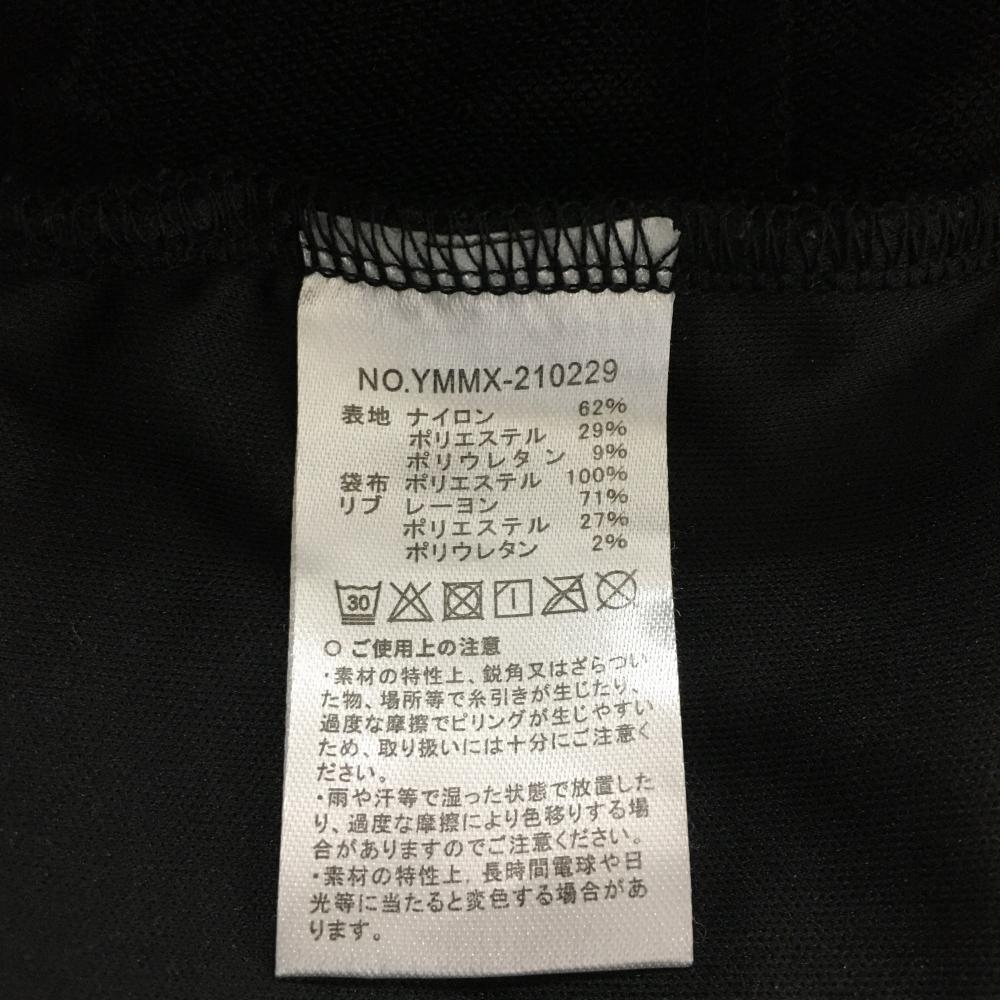 NO.YMMX-210229
表地 ナイロン 62%
ポリエステル 29%
ポリウレタン 9%
袋布 ポリエステル 100%
リブ レーヨン 71%
ポリエステル 27%
ポリウレタン 2%
30
○ ご使用上の注意
・素材の特性上、鋭角又はざらつい
た物、場所等で糸引きが生じたり、
過度な摩擦でピリングが生じやすい
ため、取り扱いには十分にご注意く
ださい。
・雨や汗等で湿った状態で放置した
り、過度な摩擦により色移りする場
合がありますのでご注意ください。
・素材の特性上，長時間電球や日
光等に当たると変色する場合があ
ります。